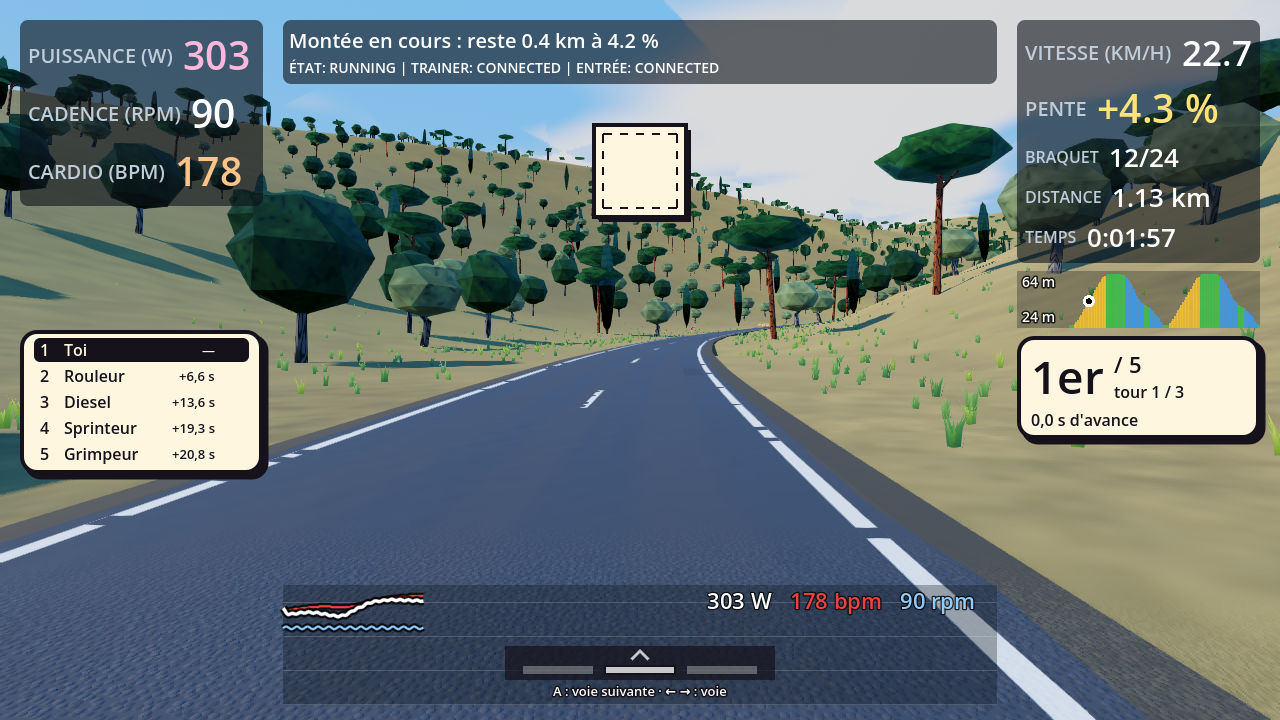 PUISSANCE (W) 303
CADENCE (RPM) 90
CARDIO (BPM) 178
Montée en cours : reste 0.4 km à 4.2 %
ÉTAT: RUNNING | TRAINER: CONNECTED | ENTRÉE: CONNECTED
VITESSE (KM/H) 22.7
PENTE +4.3 %
BRAQUET 12/24
DISTANCE 1.13 km
TEMPS 0:01:57
64 m
24 m
1 Toi —
2 Rouleur +6,6 s
3 Diesel +13,6 s
4 Sprinteur +19,3 s
5 Grimpeur +20,8 s
1er / 5
tour 1 / 3
0,0 s d'avance
303 W 178 bpm 90 rpm
A : voie suivante · ← → : voie